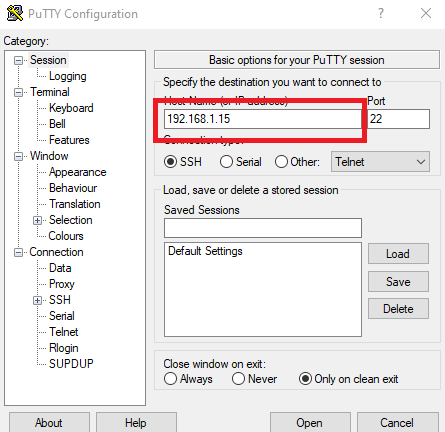 PuTTY Configuration
? ×
Category:
Session
Logging
Terminal
Keyboard
Bell
Features
Window
Appearance
Behaviour
Translation
Selection
Colours
Connection
Data
Proxy
SSH
Serial
Telnet
Rlogin
SUPDUP
Basic options for your PuTTY session
Specify the destination you want to connect to
Host Name (or IP address) Port
192.168.1.15 22
Connection type:
SSH Serial Other: Telnet
Load, save or delete a stored session
Saved Sessions
Default Settings
Load
Save
Delete
Close window on exit:
Always Never Only on clean exit
About Help Open Cancel